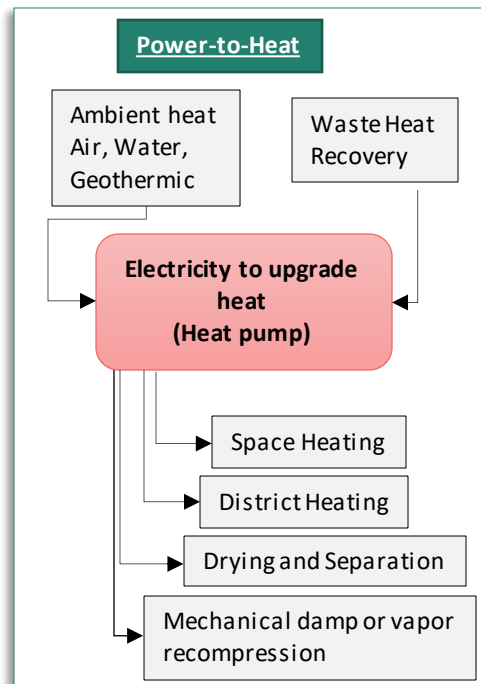 Power-to-Heat
Ambient heat
Air, Water,
Geothermic
Waste Heat
Recovery
Electricity to upgrade
heat
(Heat pump)
Space Heating
District Heating
Drying and Separation
Mechanical damp or vapor
recompression